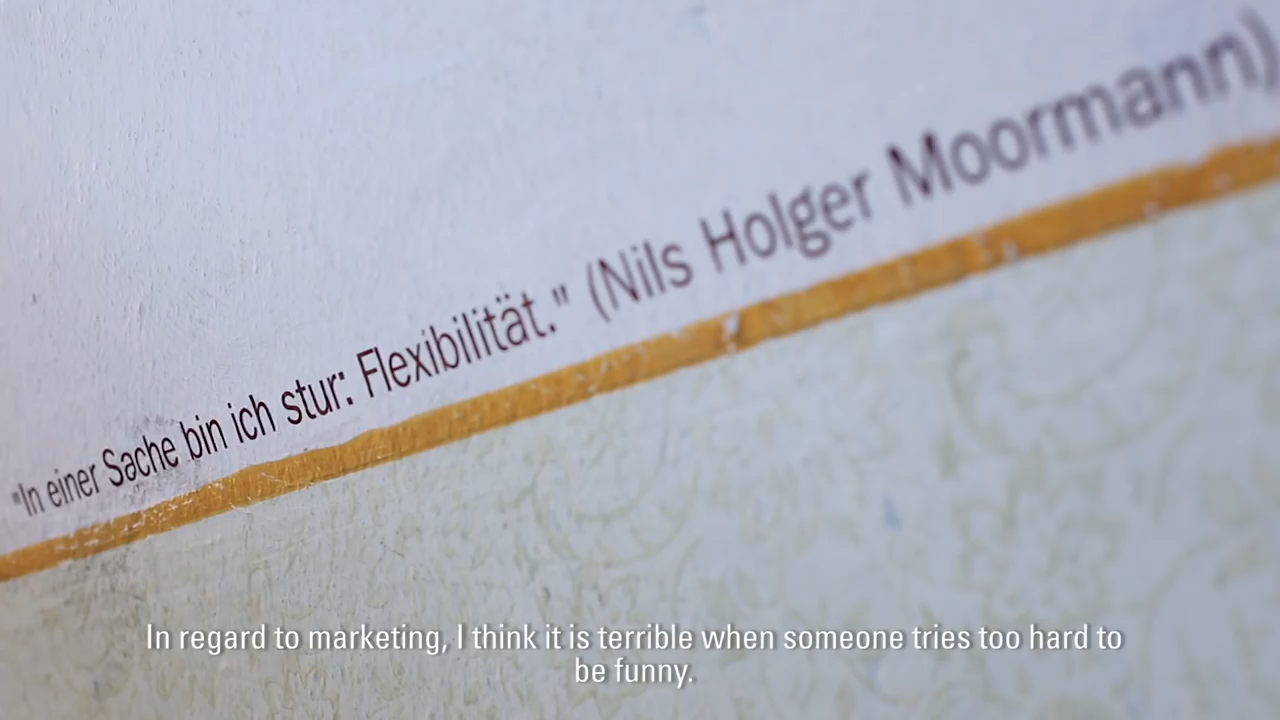 "In einer Sache bin ich stur: Flexibilität." (Nils Holger Moormann)
In regard to marketing, I think it is terrible when someone tries too hard to
be funny.